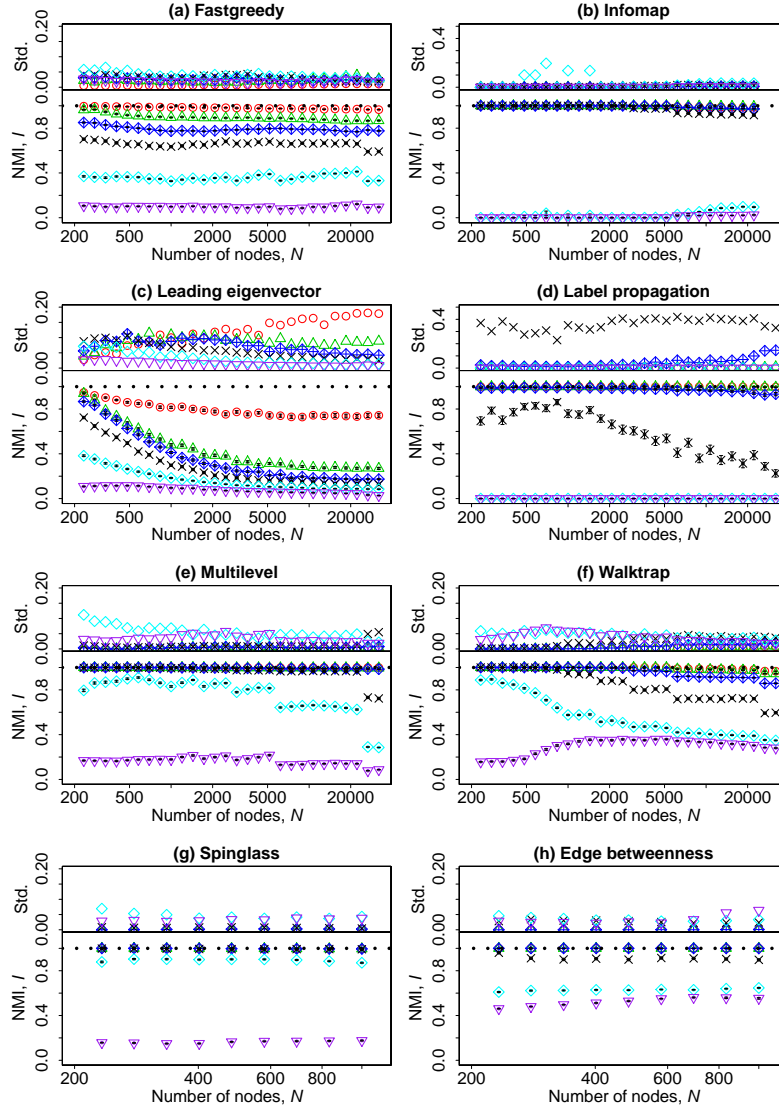 (a) Fastgreedy
(b) Infomap
Std.
0.00 0.20
Std.
0.0 0.4
NMI, I
0.0 0.4 0.8
NMI, I
0.0 0.4 0.8
200 500 2000 5000 20000
200 500 2000 5000 20000
Number of nodes, N
Number of nodes, N
(c) Leading eigenvector
(d) Label propagation
Std.
0.00 0.20
Std.
0.0 0.4
NMI, I
0.0 0.4 0.8
NMI, I
0.0 0.4 0.8
200 500 2000 5000 20000
200 500 2000 5000 20000
Number of nodes, N
Number of nodes, N
(e) Multilevel
(f) Walktrap
Std.
0.00 0.20
Std.
0.00 0.20
NMI, I
0.0 0.4 0.8
NMI, I
0.0 0.4 0.8
200 500 2000 5000 20000
200 500 2000 5000 20000
Number of nodes, N
Number of nodes, N
(g) Spinglass
(h) Edge betweenness
Std.
0.00 0.20
Std.
0.00 0.20
NMI, I
0.0 0.4 0.8
NMI, I
0.0 0.4 0.8
200 400 600 800
200 400 600 800
Number of nodes, N
Number of nodes, N